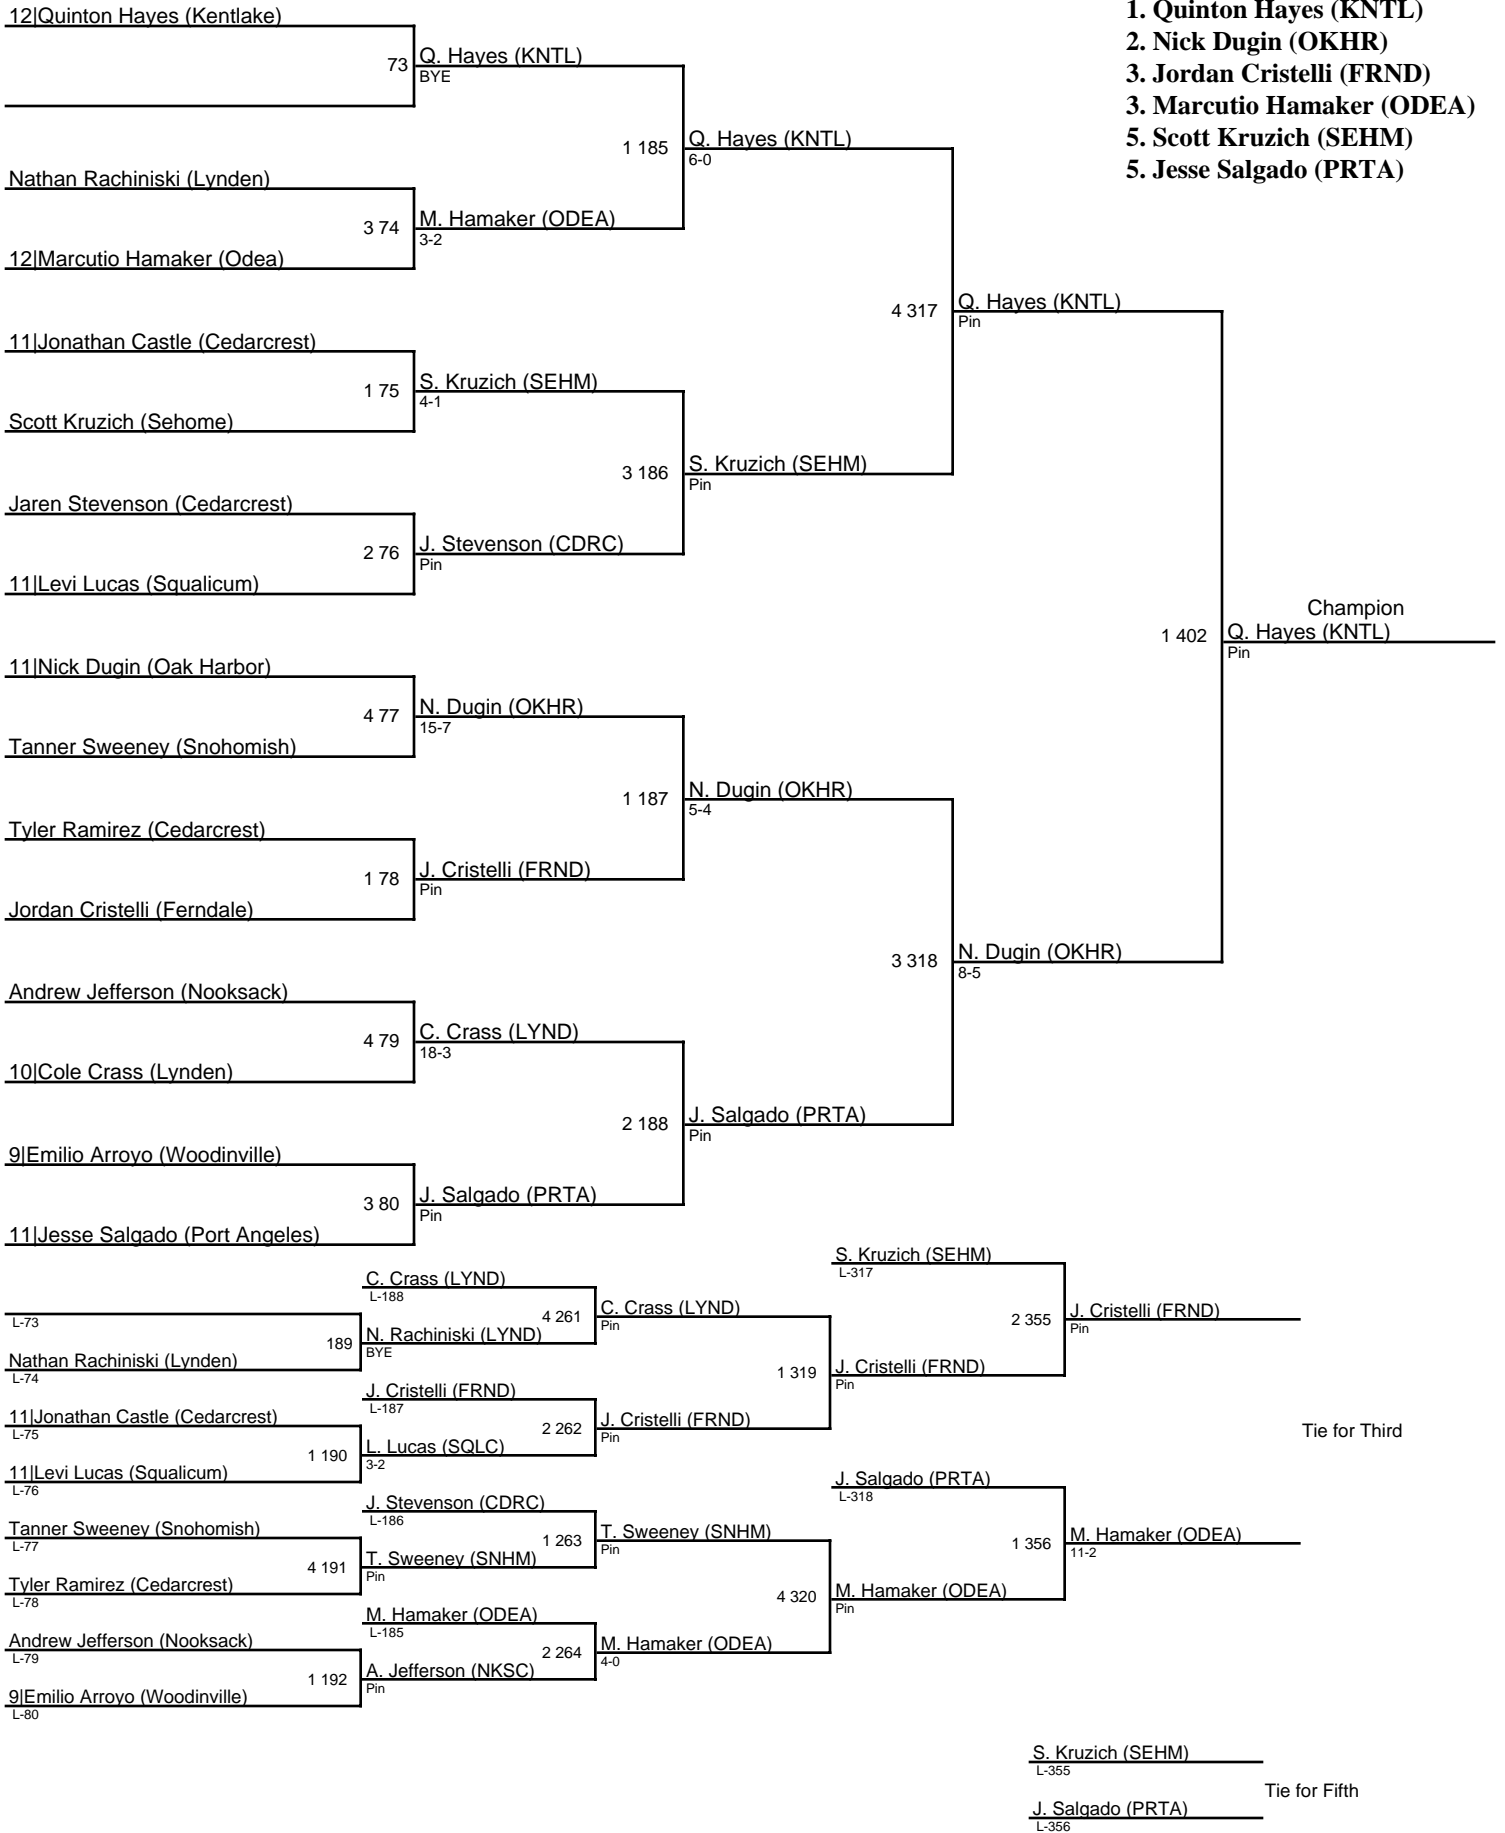 12|Quinton Hayes (Kentlake)
1. Quinton Hayes (KNTL)
2. Nick Dugin (OKHR)
3. Jordan Cristelli (FRND)
3. Marcutio Hamaker (ODEA)
5. Scott Kruzich (SEHM)
5. Jesse Salgado (PRTA)
73
Q. Hayes (KNTL)
BYE
1 185
Q. Hayes (KNTL)
6-0
Nathan Rachiniski (Lynden)
3 74
M. Hamaker (ODEA)
3-2
12|Marcutio Hamaker (Odea)
4 317
Q. Hayes (KNTL)
Pin
11|Jonathan Castle (Cedarcrest)
1 75
S. Kruzich (SEHM)
4-1
Scott Kruzich (Sehome)
3 186
S. Kruzich (SEHM)
Pin
Jaren Stevenson (Cedarcrest)
2 76
J. Stevenson (CDRC)
Pin
11|Levi Lucas (Squalicum)
Champion
1 402
Q. Hayes (KNTL)
Pin
11|Nick Dugin (Oak Harbor)
4 77
N. Dugin (OKHR)
15-7
Tanner Sweeney (Snohomish)
1 187
N. Dugin (OKHR)
5-4
Tyler Ramirez (Cedarcrest)
1 78
J. Cristelli (FRND)
Pin
Jordan Cristelli (Ferndale)
3 318
N. Dugin (OKHR)
8-5
Andrew Jefferson (Nooksack)
4 79
C. Crass (LYND)
18-3
10|Cole Crass (Lynden)
2 188
J. Salgado (PRTA)
Pin
9|Emilio Arroyo (Woodinville)
3 80
J. Salgado (PRTA)
Pin
11|Jesse Salgado (Port Angeles)
S. Kruzich (SEHM)
L-317
C. Crass (LYND)
L-188
4 261
C. Crass (LYND)
Pin
2 355
J. Cristelli (FRND)
Pin
L-73
189
N. Rachiniski (LYND)
BYE
Nathan Rachiniski (Lynden)
L-74
1 319
J. Cristelli (FRND)
Pin
J. Cristelli (FRND)
L-187
11|Jonathan Castle (Cedarcrest)
L-75
2 262
J. Cristelli (FRND)
Pin
Tie for Third
1 190
L. Lucas (SQLC)
3-2
11|Levi Lucas (Squalicum)
L-76
J. Salgado (PRTA)
L-318
J. Stevenson (CDRC)
L-186
Tanner Sweeney (Snohomish)
L-77
1 263
T. Sweeney (SNHM)
Pin
1 356
M. Hamaker (ODEA)
11-2
4 191
T. Sweeney (SNHM)
Pin
Tyler Ramirez (Cedarcrest)
L-78
4 320
M. Hamaker (ODEA)
Pin
M. Hamaker (ODEA)
L-185
Andrew Jefferson (Nooksack)
L-79
2 264
M. Hamaker (ODEA)
4-0
1 192
A. Jefferson (NKSC)
Pin
9|Emilio Arroyo (Woodinville)
L-80
S. Kruzich (SEHM)
L-355
Tie for Fifth
J. Salgado (PRTA)
L-356